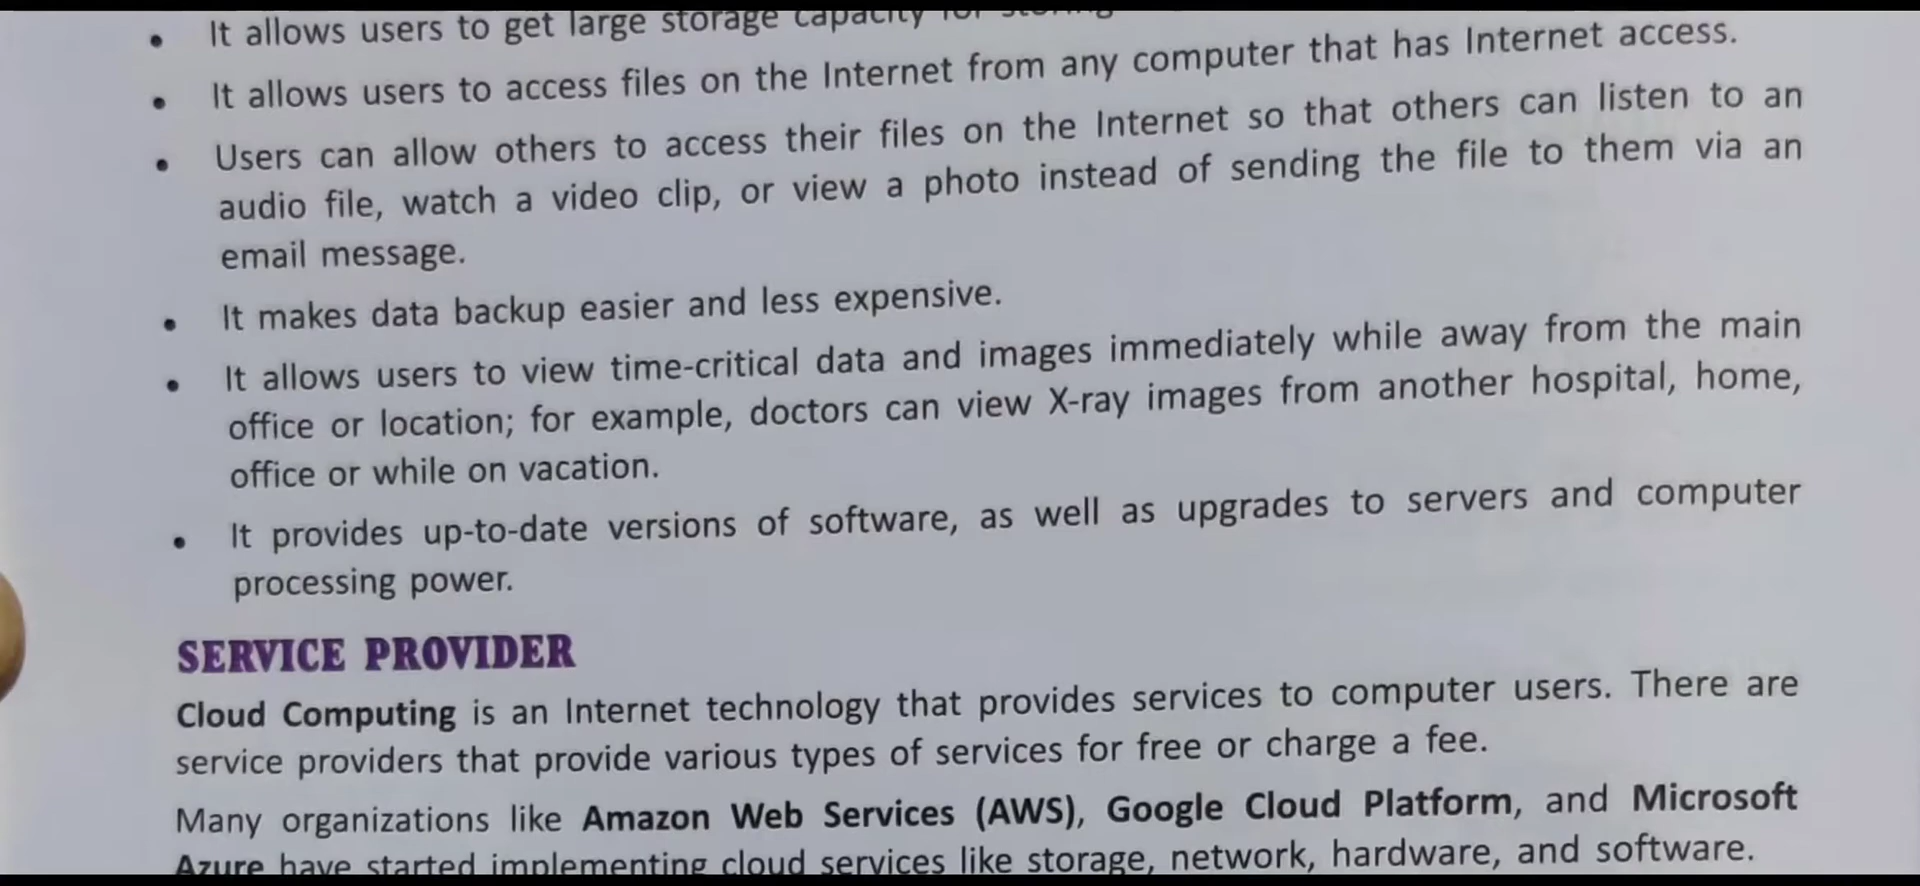 • It allows users to get large storage capacity for storing
• It allows users to access files on the Internet from any computer that has Internet access.
• Users can allow others to access their files on the Internet so that others can listen to an
audio file, watch a video clip, or view a photo instead of sending the file to them via an
email message.
• It makes data backup easier and less expensive.
• It allows users to view time-critical data and images immediately while away from the main
office or location; for example, doctors can view X-ray images from another hospital, home,
office or while on vacation.
• It provides up-to-date versions of software, as well as upgrades to servers and computer
processing power.
SERVICE PROVIDER
Cloud Computing is an Internet technology that provides services to computer users. There are
service providers that provide various types of services for free or charge a fee.
Many organizations like Amazon Web Services (AWS), Google Cloud Platform, and Microsoft
Azure have started implementing cloud services like storage, network, hardware, and software.